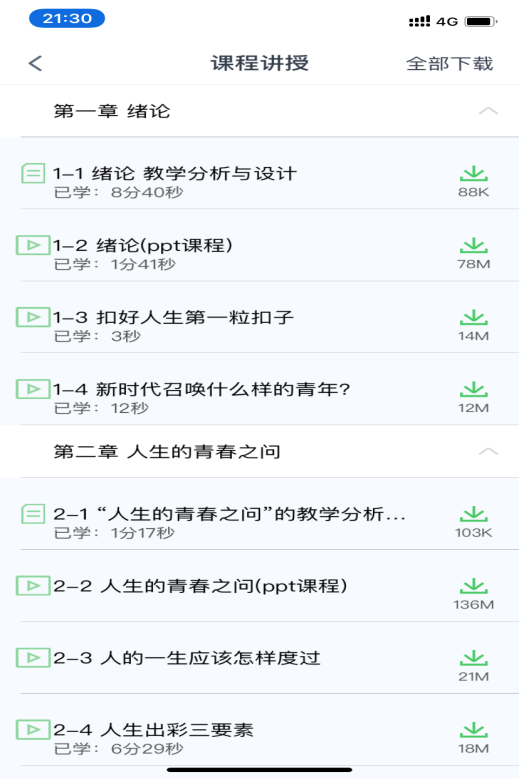 21:30
4G
课程讲授
全部下载
第一章 绪论
1-1 绪论 教学分析与设计
已学：8分40秒
88K
1-2 绪论(ppt课程)
已学：1分41秒
78M
1-3 扣好人生第一粒扣子
已学：3秒
14M
1-4 新时代召唤什么样的青年?
已学：12秒
12M
第二章 人生的青春之问
2-1 “人生的青春之问”的教学分析...
已学：1分17秒
103K
2-2 人生的青春之问(ppt课程)
136M
2-3 人的一生应该怎样度过
21M
2-4 人生出彩三要素
已学：6分29秒
18M